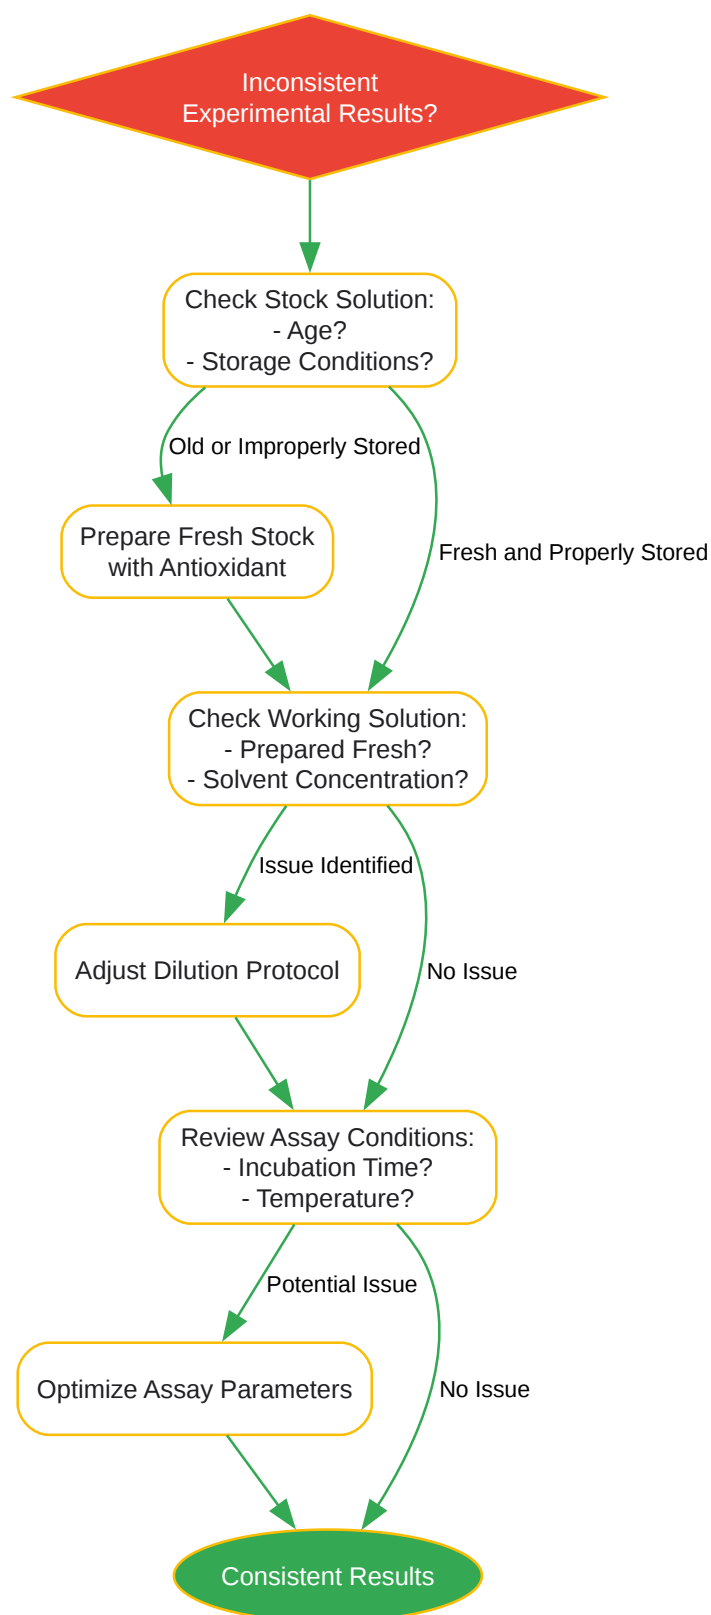 Inconsistent
Experimental Results?
Check Stock Solution:
- Age?
- Storage Conditions?
Old or Improperly Stored
Prepare Fresh Stock
with Antioxidant
Fresh and Properly Stored
Check Working Solution:
- Prepared Fresh?
- Solvent Concentration?
Issue Identified
Adjust Dilution Protocol
No Issue
Review Assay Conditions:
- Incubation Time?
- Temperature?
Potential Issue
Optimize Assay Parameters
No Issue
Consistent Results